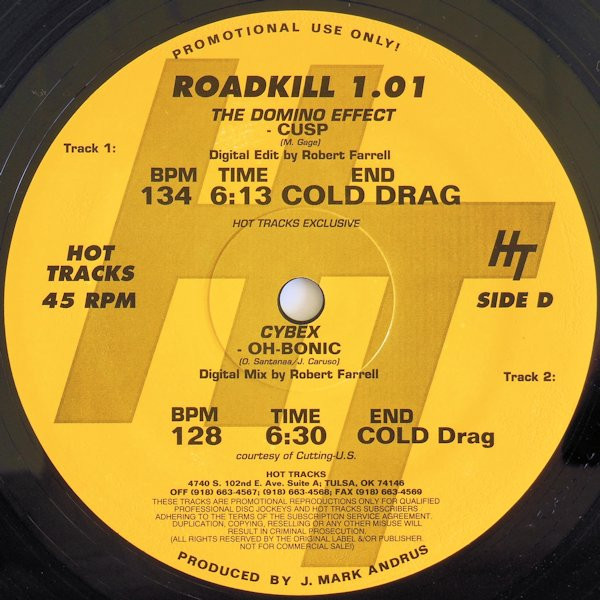 PROMOTIONAL USE ONLY!
ROADKILL 1.01
THE DOMINO EFFECT
- CUSP
(M. Gage)
Track 1:
Digital Edit by Robert Farrell
BPM TIME END
134 6:13 COLD DRAG
HOT TRACKS EXCLUSIVE
HOT
TRACKS
45 RPM
HT
SIDE D
CYBEX
- OH-BONIC
(O. Santanaa/J. Caruso)
Digital Mix by Robert Farrell
Track 2:
BPM TIME END
128 6:30 COLD Drag
courtesy of Cutting-U.S.
HOT TRACKS
4740 S. 102nd E. Ave. Suite A; TULSA, OK 74146
OFF (918) 663-4567; (918) 663-4568; FAX (918) 663-4569
THESE TRACKS ARE PROMOTIONAL REPRODUCTIONS ONLY FOR QUALIFIED
PROFESSIONAL DISC JOCKEYS AND HOT TRACKS SUBSCRIBERS
ADHERING TO THE TERMS OF THE SUBSCRIPTION SERVICE AGREEMENT.
DUPLICATION, COPYING, RESELLING OR ANY OTHER MISUSE WILL
RESULT IN CRIMINAL PROSECUTION.
(ALL RIGHTS RESERVED BY THE ORIGINAL LABEL &/OR PUBLISHER.
NOT FOR COMMERCIAL SALE!)
PRODUCED BY J. MARK ANDRUS